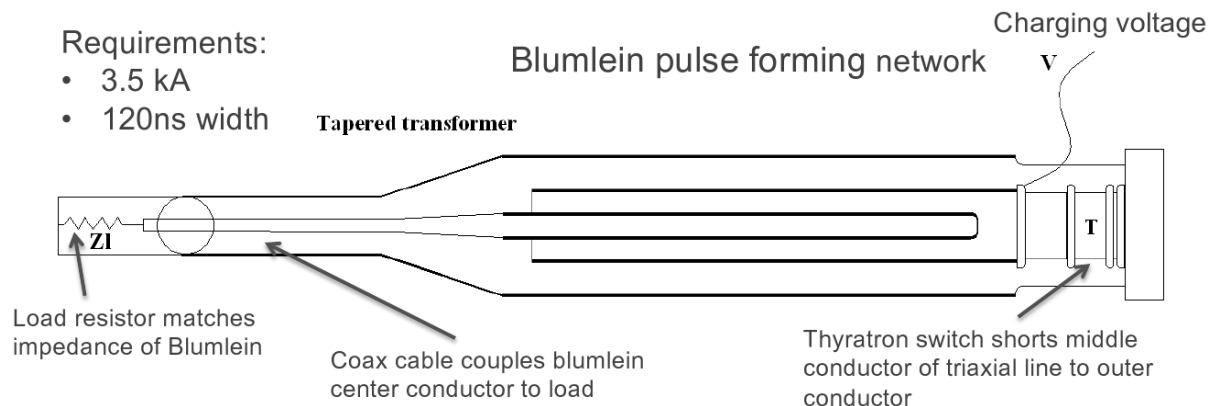 Charging voltage
Requirements:
• 3.5 kA
• 120ns width
Blumlein pulse forming network
V
Tapered transformer
Zl
T
Load resistor matches
impedance of Blumlein
Coax cable couples blumlein
center conductor to load
Thyratron switch shorts middle
conductor of triaxial line to outer
conductor